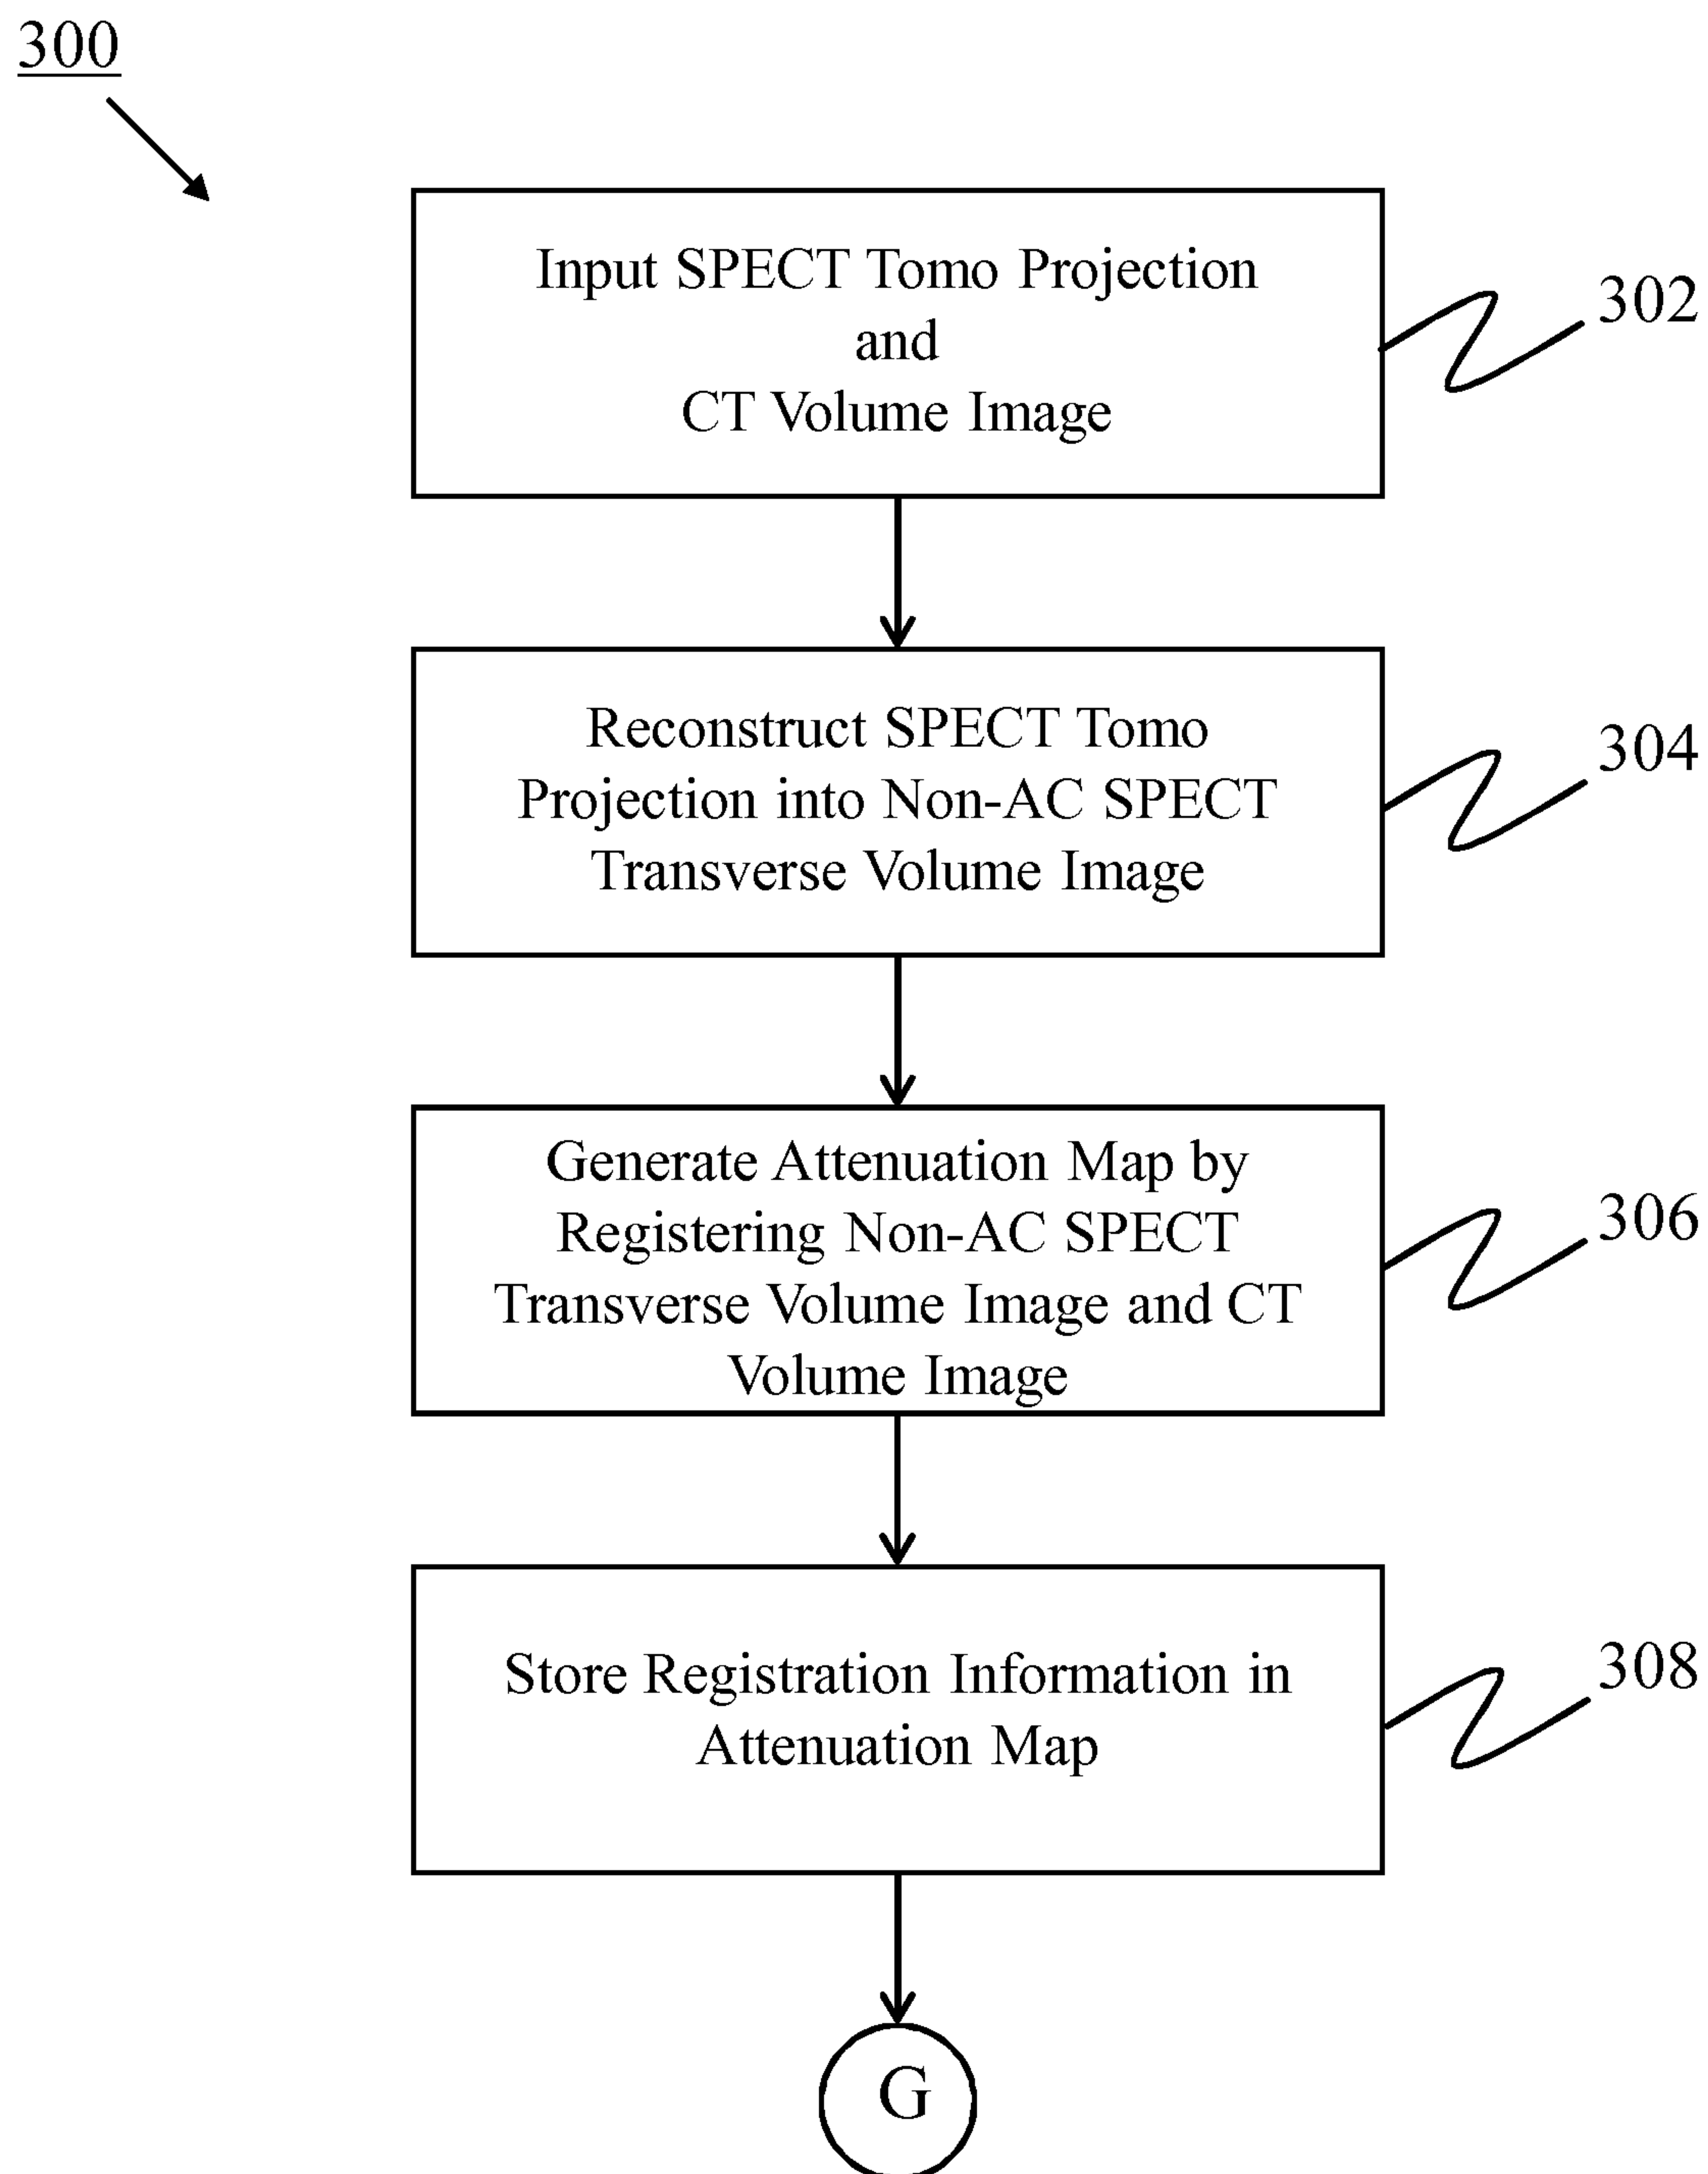 300
Input SPECT Tomo Projection
and
CT Volume Image
302
Reconstruct SPECT Tomo
Projection into Non-AC SPECT
Transverse Volume Image
304
Generate Attenuation Map by
Registering Non-AC SPECT
Transverse Volume Image and CT
Volume Image
306
Store Registration Information in
Attenuation Map
308
G